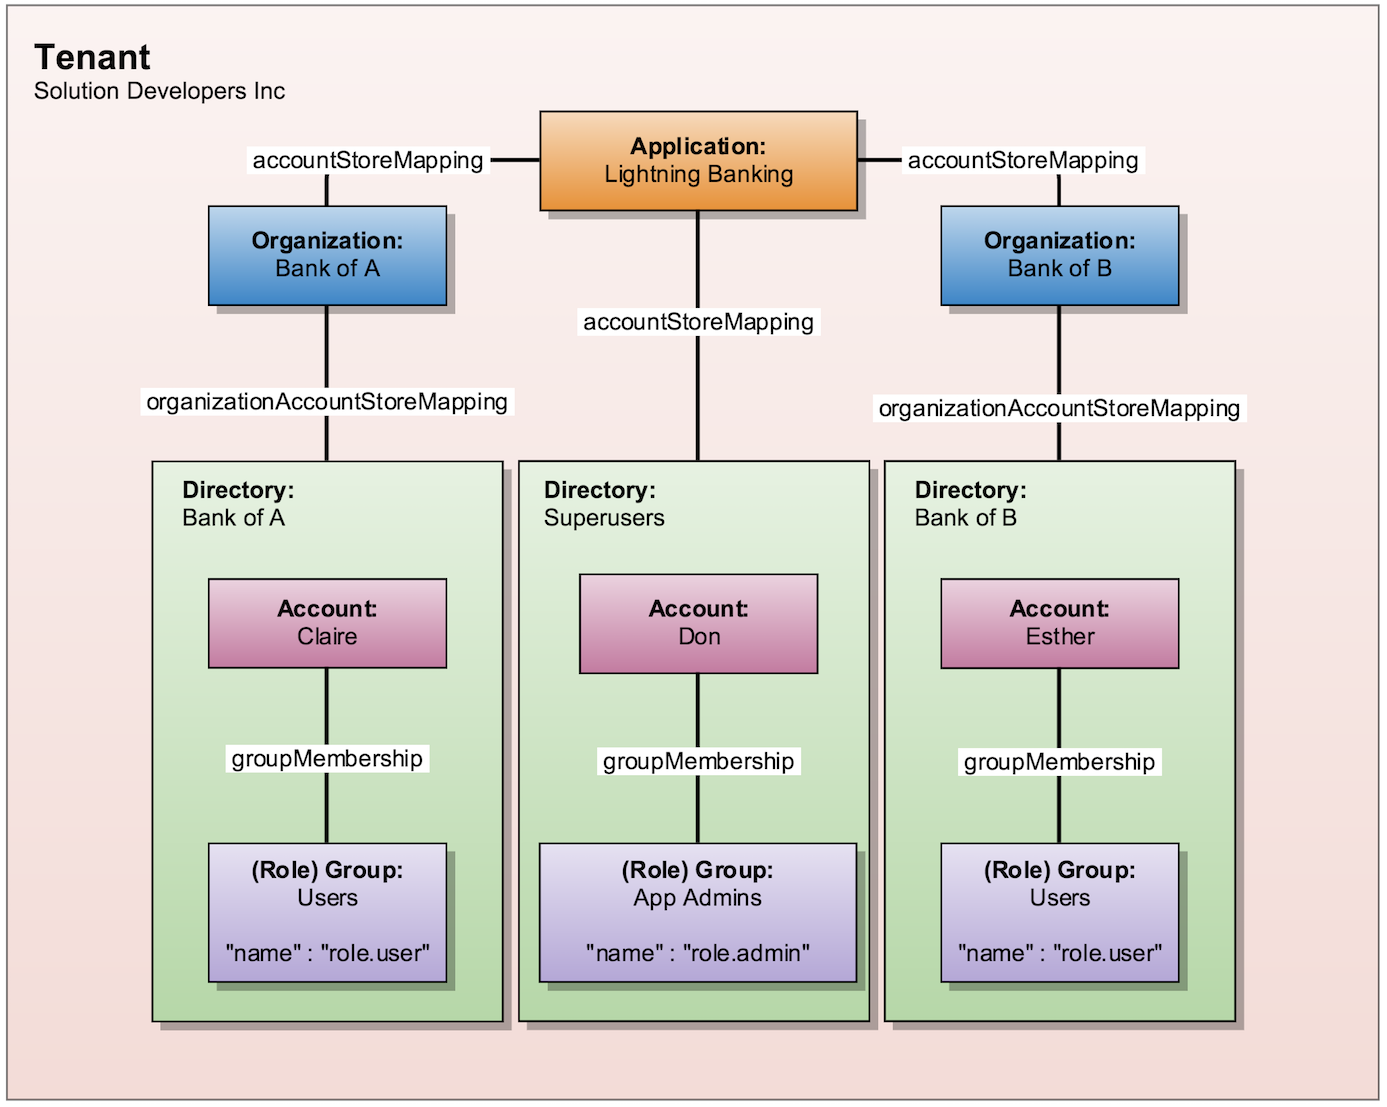 Tenant
Solution Developers Inc
Application:
Lightning Banking
accountStoreMapping
accountStoreMapping
Organization:
Bank of A
Organization:
Bank of B
accountStoreMapping
organizationAccountStoreMapping
organizationAccountStoreMapping
Directory:
Bank of A
Account:
Claire
groupMembership
(Role) Group:
Users
"name" : "role.user"
Directory:
Superusers
Account:
Don
groupMembership
(Role) Group:
App Admins
"name" : "role.admin"
Directory:
Bank of B
Account:
Esther
groupMembership
(Role) Group:
Users
"name" : "role.user"